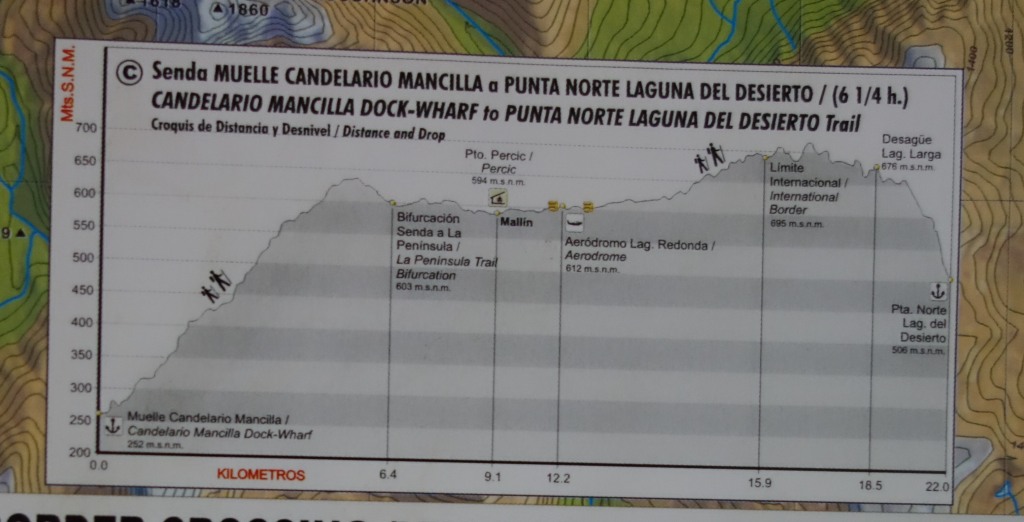 1860
Mts.S.N.M.
C Senda MUELLE CANDELARIO MANCILLA a PUNTA NORTE LAGUNA DEL DESIERTO / (6 1/4 h.)
CANDELARIO MANCILLA DOCK-WHARF to PUNTA NORTE LAGUNA DEL DESIERTO Trail
Croquis de Distancia y Desnivel / Distance and Drop
700
650
600
550
500
450
400
350
300
250
200
Pto. Percic /
Percic
594 m.s.n.m.
Desagüe
Lag. Larga
676 m.s.n.m.
Bifurcación
Senda a La
Península /
La Península Trail
Bifurcation
603 m.s.n.m.
Mallín
Aeródromo Lag. Redonda /
Aerodrome
612 m.s.n.m.
Límite
Internacional /
International
Border
695 m.s.n.m.
Pta. Norte
Lag. del
Desierto
506 m.s.n.m.
Muelle Candelario Mancilla /
Candelario Mancilla Dock-Wharf
252 m.s.n.m.
0.0
KILOMETROS
6.4
9.1
12.2
15.9
18.5
22.0
1400